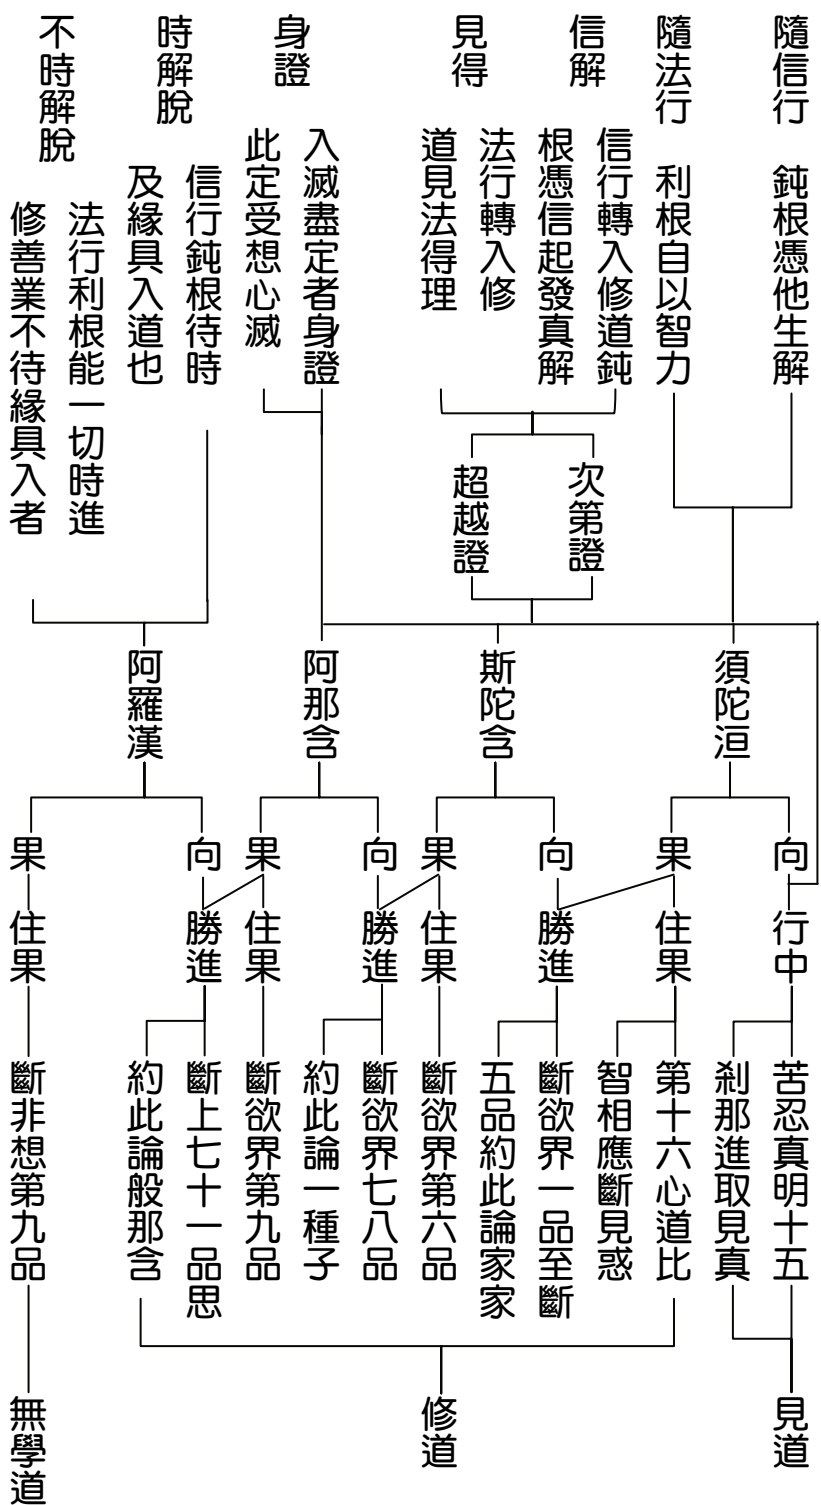 隨信行
鈍根憑他生解
隨法行
利根自以智力
信解
信行轉入修道鈍
根憑信起發真解
見得
法行轉入修
道見法得理
身證
入滅盡定者身證
此定受想心滅
時解脫
信行鈍根待時
及緣具入道也
不時解脫
法行利根能一切時進
修善業不待緣具入者
次第證
超越證
須陀洹
斯陀含
阿那含
阿羅漢
向
果
向
果
向
果
向
果
行中
住果
勝進
住果
勝進
住果
勝進
住果
苦忍真明十五
剎那進取見真
第十六心道比
智相應斷見惑
斷欲界一品至斷
五品約此論家家
斷欲界第六品
斷欲界七八品
約此論一種子
斷欲界第九品
斷上七十一品思
約此論般那含
斷非想第九品
見道
修道
無學道